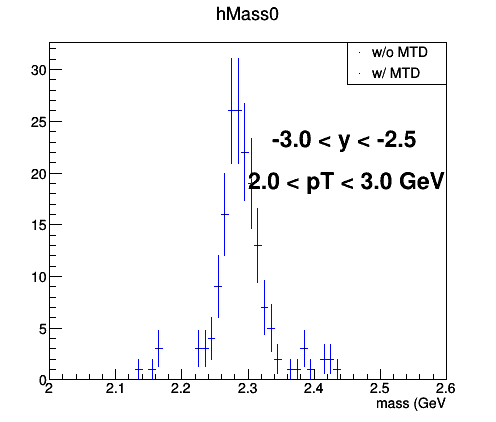 hMass0
w/o MTD
w/ MTD
-3.0 < y < -2.5
2.0 < pT < 3.0 GeV
30
25
20
15
10
5
0
2 2.1 2.2 2.3 2.4 2.5 2.6
mass (GeV